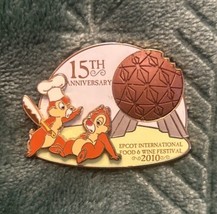 15TH
ANNIVERSARY
EPCOT INTERNATIONAL
FOOD & WINE FESTIVAL
2010